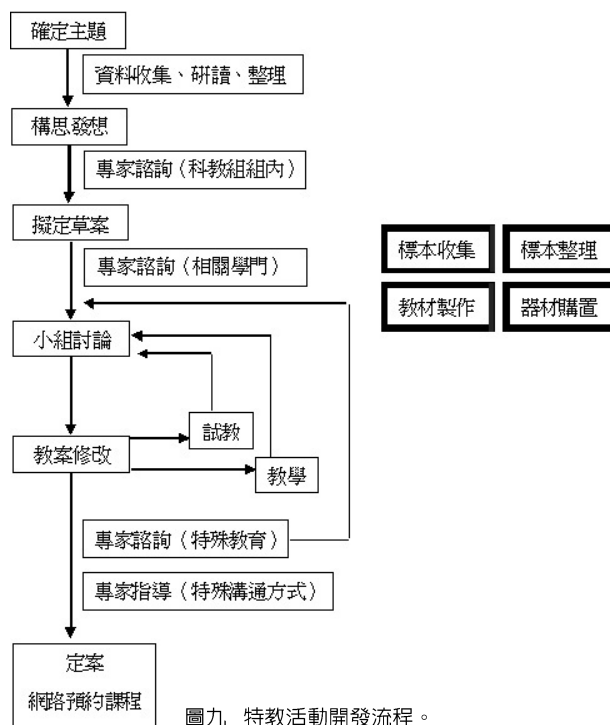 確定主題
資料收集、研讀、整理
構思發想
專家諮詢(科教組組內)
擬定草案
專家諮詢(相關學門)
標本收集
標本整理
教材製作
器材購置
小組討論
試教
教案修改
教學
專家諮詢(特殊教育)
專家指導(特殊溝通方式)
定案
網路預約課程
圖九 特教活動開發流程。